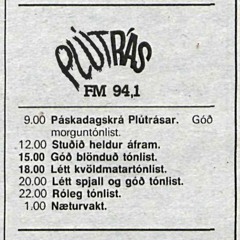 PLÚTRÁS
FM 94,1
9.00 Páskadagskrá Plútrásar. Góð
morguntónlist.
12.00 Stuðið heldur áfram.
15.00 Góð blönduð tónlist.
18.00 Létt kvöldmatartónlist.
20.00 Létt spjall og góð tónlist.
22.00 Róleg tónlist.
1.00 Næturvakt.